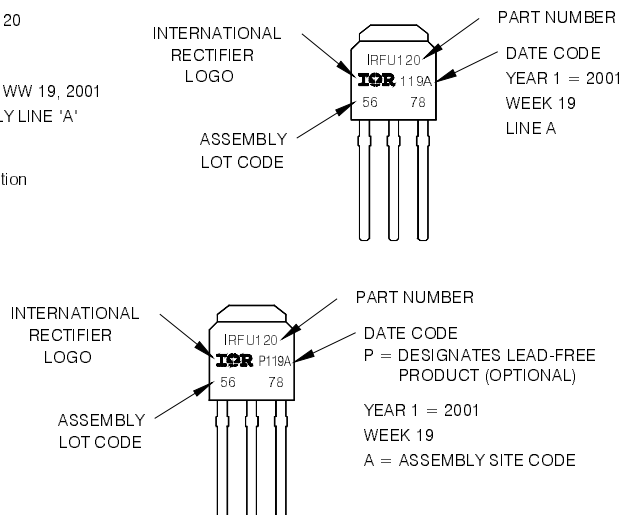 20
WW 19, 2001
LY LINE 'A'
tion
INTERNATIONAL
RECTIFIER
LOGO
ASSEMBLY
LOT CODE
IRFU120
IOR 119A
56 78
PART NUMBER
DATE CODE
YEAR 1 = 2001
WEEK 19
LINE A
INTERNATIONAL
RECTIFIER
LOGO
ASSEMBLY
LOT CODE
IRFU120
IOR P119A
56 78
PART NUMBER
DATE CODE
P = DESIGNATES LEAD-FREE
PRODUCT (OPTIONAL)
YEAR 1 = 2001
WEEK 19
A = ASSEMBLY SITE CODE